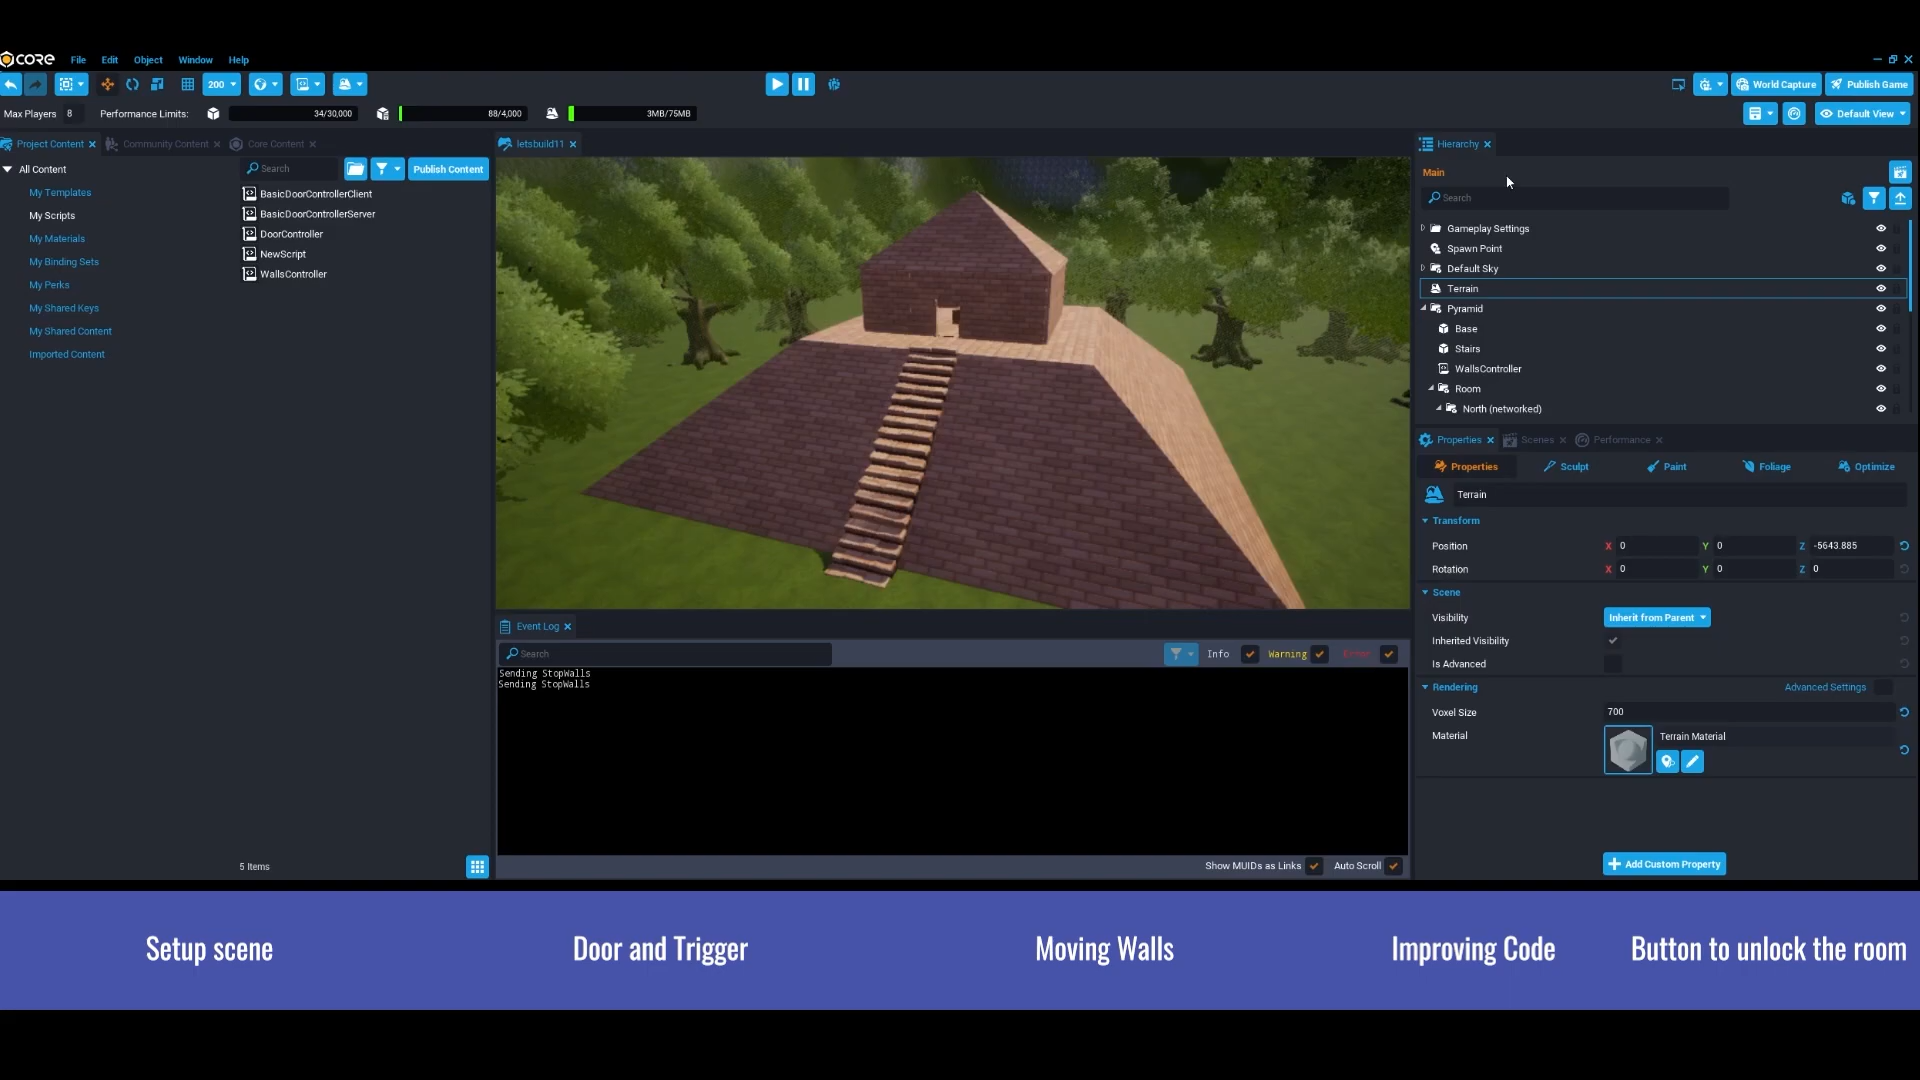 CORE File Edit Object Window Help
200 World Capture Publish Game
Max Players 8 Performance Limits: 34/30,000 88/4,000 3MB/75MB Default View
Project Content Community Content Core Content
All Content
My Templates
My Scripts
My Materials
My Binding Sets
My Perks
My Shared Keys
My Shared Content
Imported Content
Search Publish Content
BasicDoorControllerClient
BasicDoorControllerServer
DoorController
NewScript
WallsController
5 Items
letsbuild11
Event Log
Search Info Warning Error
Sending StopWalls
Sending StopWalls
Show MUIDs as Links Auto Scroll
Hierarchy
Main
Search
Gameplay Settings
Spawn Point
Default Sky
Terrain
Pyramid
Base
Stairs
WallsController
Room
North (networked)
Properties Scenes Performance
Properties Sculpt Paint Foliage Optimize
Terrain
Transform
Position X 0 Y 0 Z -5643.885
Rotation X 0 Y 0 Z 0
Scene
Visibility Inherit from Parent
Inherited Visibility
Is Advanced
Rendering Advanced Settings
Voxel Size 700
Material Terrain Material
Add Custom Property
Setup scene Door and Trigger Moving Walls Improving Code Button to unlock the room